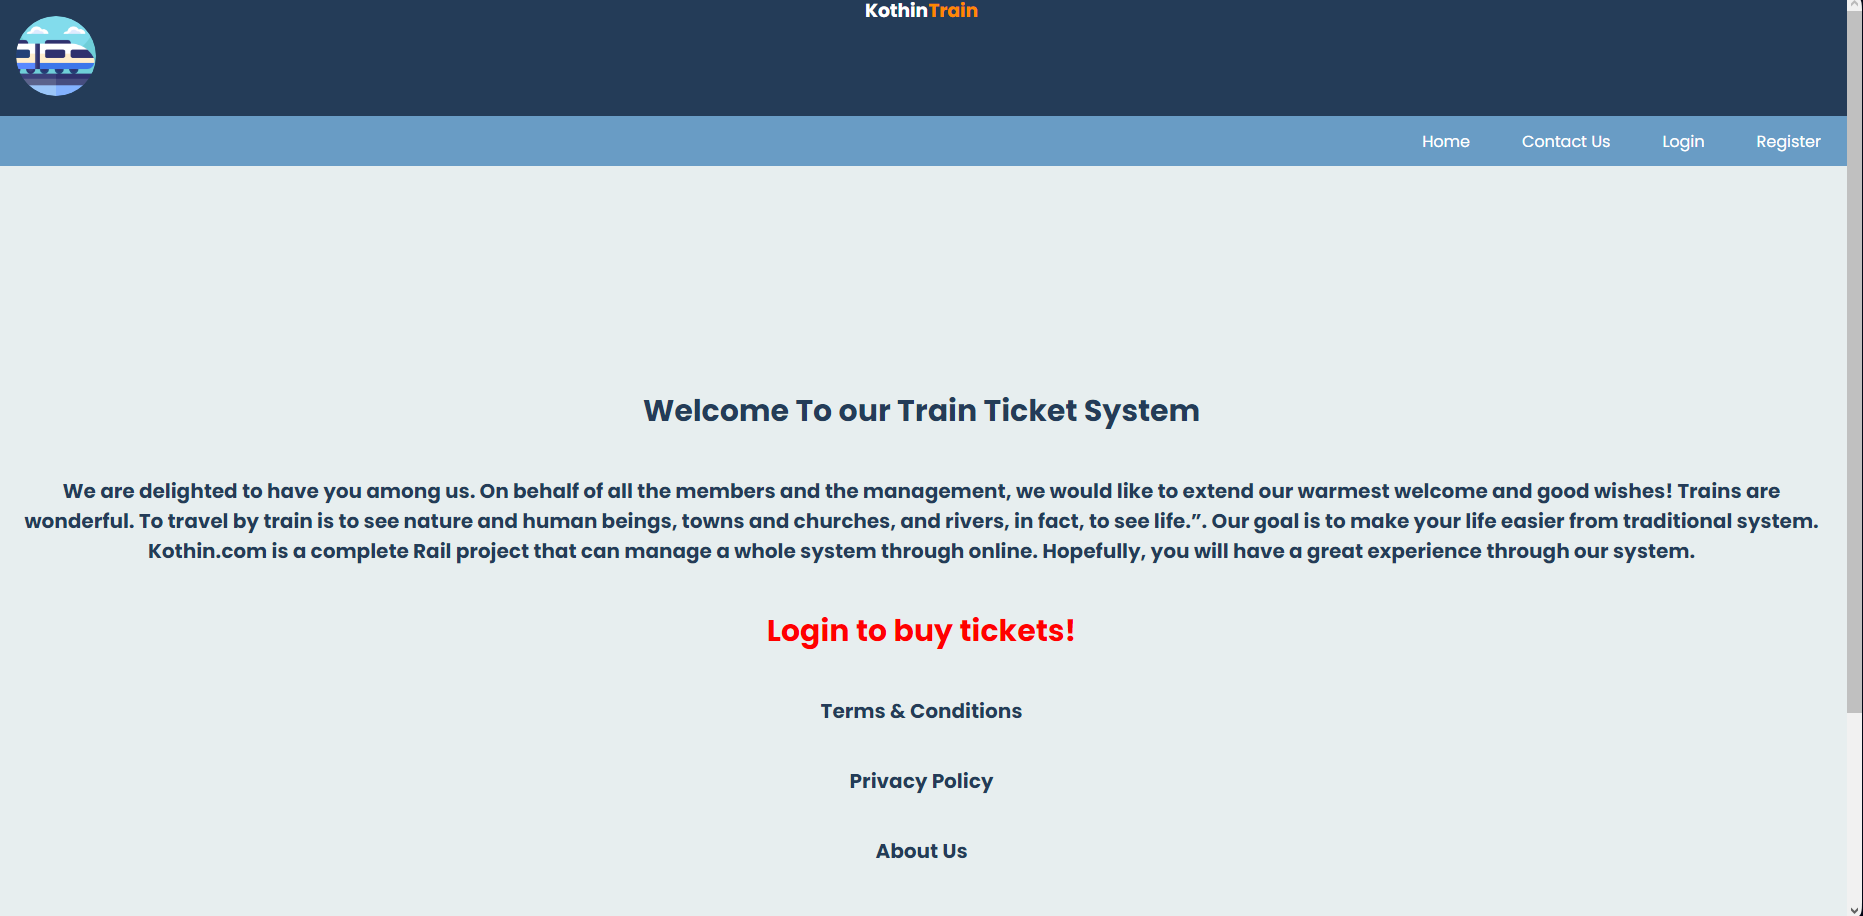 KothinTrain
Home Contact Us Login Register
Welcome To our Train Ticket System
We are delighted to have you among us. On behalf of all the members and the management, we would like to extend our warmest welcome and good wishes! Trains are
wonderful. To travel by train is to see nature and human beings, towns and churches, and rivers, in fact, to see life.”. Our goal is to make your life easier from traditional system.
Kothin.com is a complete Rail project that can manage a whole system through online. Hopefully, you will have a great experience through our system.
Login to buy tickets!
Terms & Conditions
Privacy Policy
About Us